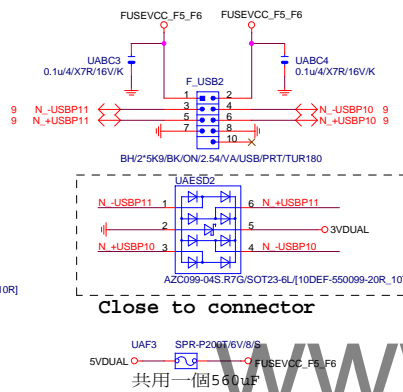 FUSEVCC_F5_F6 FUSEVCC_F5_F6
UABC3 UABC4
0.1u/4/X7R/16V/K 0.1u/4/X7R/16V/K
F_USB2
1 2
9 N_-USBP11 3 4 N_-USBP10 9
9 N_+USBP11 5 6 N_+USBP10 9
7 8
10
BH/2*5K9/BK/ON/2.54/VA/USB/PRT/TUR180
UAESD2
N_-USBP11 1 6 N_+USBP11
2 5 3VDUAL
N_+USBP10 3 4 N_-USBP10
AZC099-04S.R7G/SOT23-6L/[10DEF-550099-20R_10
10R]
Close to connector
UAF3 SPR-P200T/6V/8/S
5VDUAL FUSEVCC_F5_F6
共用一個560uF